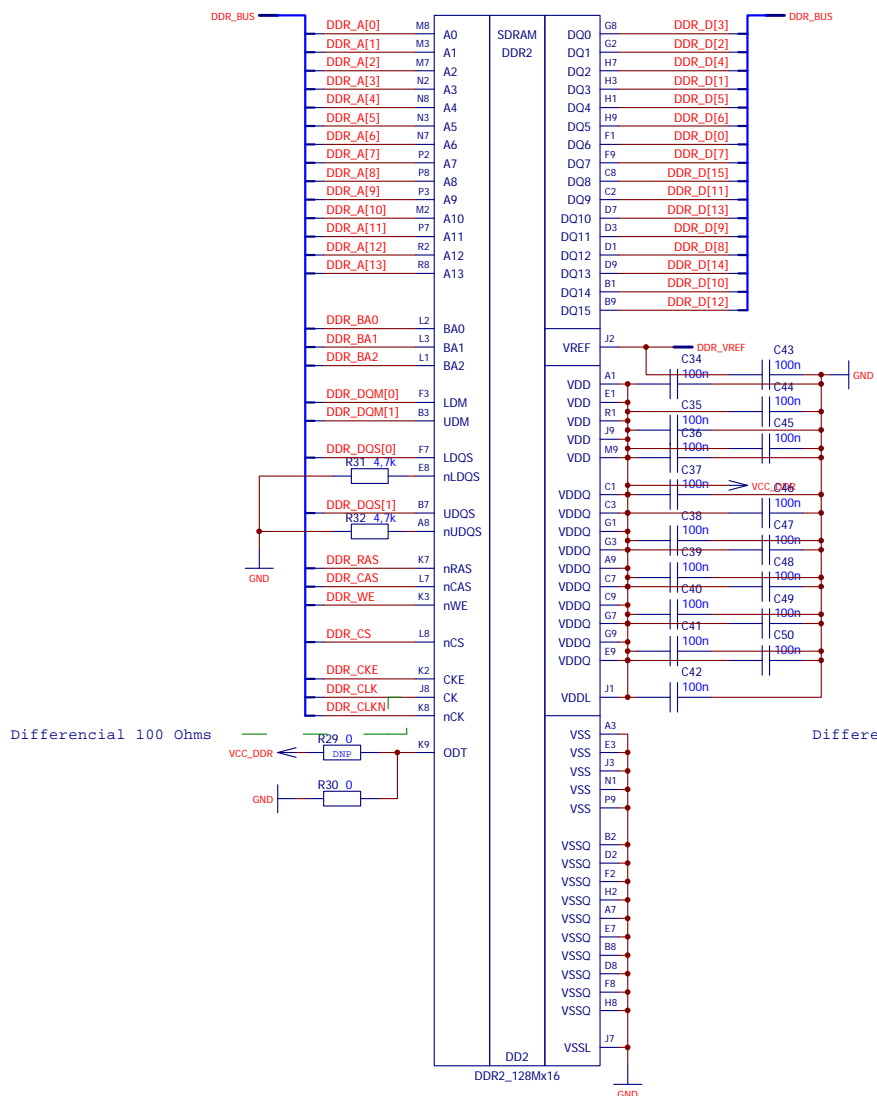 DDR_BUS
DDR_BUS
DDR_A[0] M8 A0 SDRAM DQ0 G8 DDR_D[3]
DDR_A[1] M3 A1 DDR2 DQ1 G2 DDR_D[2]
DDR_A[2] M7 A2 DQ2 H7 DDR_D[4]
DDR_A[3] N2 A3 DQ3 H3 DDR_D[1]
DDR_A[4] N8 A4 DQ4 H1 DDR_D[5]
DDR_A[5] N3 A5 DQ5 H9 DDR_D[6]
DDR_A[6] N7 A6 DQ6 F1 DDR_D[0]
DDR_A[7] P2 A7 DQ7 F9 DDR_D[7]
DDR_A[8] P8 A8 DQ8 C8 DDR_D[15]
DDR_A[9] P3 A9 DQ9 C2 DDR_D[11]
DDR_A[10] M2 A10 DQ10 D7 DDR_D[13]
DDR_A[11] P7 A11 DQ11 D3 DDR_D[9]
DDR_A[12] R2 A12 DQ12 D1 DDR_D[8]
DDR_A[13] R8 A13 DQ13 D9 DDR_D[14]
DQ14 B1 DDR_D[10]
DQ15 B9 DDR_D[12]
DDR_BA0 L2 BA0
DDR_BA1 L3 BA1 VREF J2 DDR_VREF
DDR_BA2 L1 BA2
C34 100n
C43 100n
GND
DDR_DQM[0] F3 LDM
DDR_DQM[1] B3 UDM
VDD A1
VDD E1
VDD R1
VDD J9
VDD M9
C44 100n
C35 100n
C45 100n
C36 100n
DDR_DQS[0] F7 LDQS
R31 4,7k E8 nLDQS
DDR_DQS[1] B7 UDQS
R32 4,7k A8 nUDQS
GND
C37 100n
VCC_DDR
C46 100n
VDDQ C1
VDDQ C3
VDDQ G1
VDDQ G3
VDDQ A9
VDDQ C7
VDDQ C9
VDDQ G7
VDDQ G9
VDDQ E9
C38 100n
C47 100n
C39 100n
C48 100n
C40 100n
C49 100n
C41 100n
C50 100n
DDR_RAS K7 nRAS
DDR_CAS L7 nCAS
DDR_WE K3 nWE
DDR_CS L8 nCS
DDR_CKE K2 CKE
DDR_CLK J8 CK
DDR_CLKN K8 nCK
VDDL J1
C42 100n
Differencial 100 Ohms
Differe
VCC_DDR R29 0 DNP K9 ODT
GND R30 0
VSS A3
VSS E3
VSS J3
VSS N1
VSS P9
VSSQ B2
VSSQ D2
VSSQ F2
VSSQ H2
VSSQ A7
VSSQ E7
VSSQ B8
VSSQ D8
VSSQ F8
VSSQ H8
VSSL J7
DD2
DDR2_128Mx16
GND